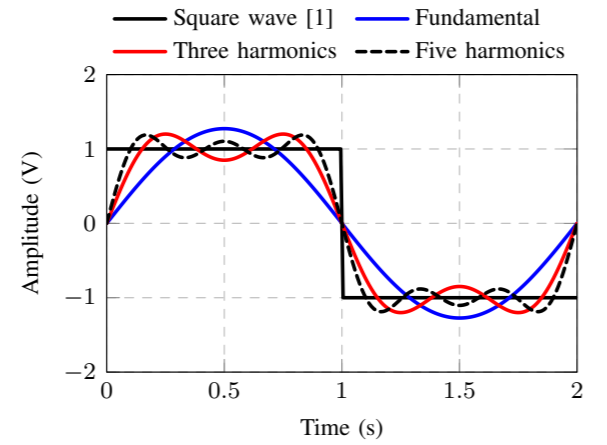 Square wave [1] Fundamental
Three harmonics Five harmonics
2
1
0
−1
−2
0 0.5 1 1.5 2
Amplitude (V)
Time (s)